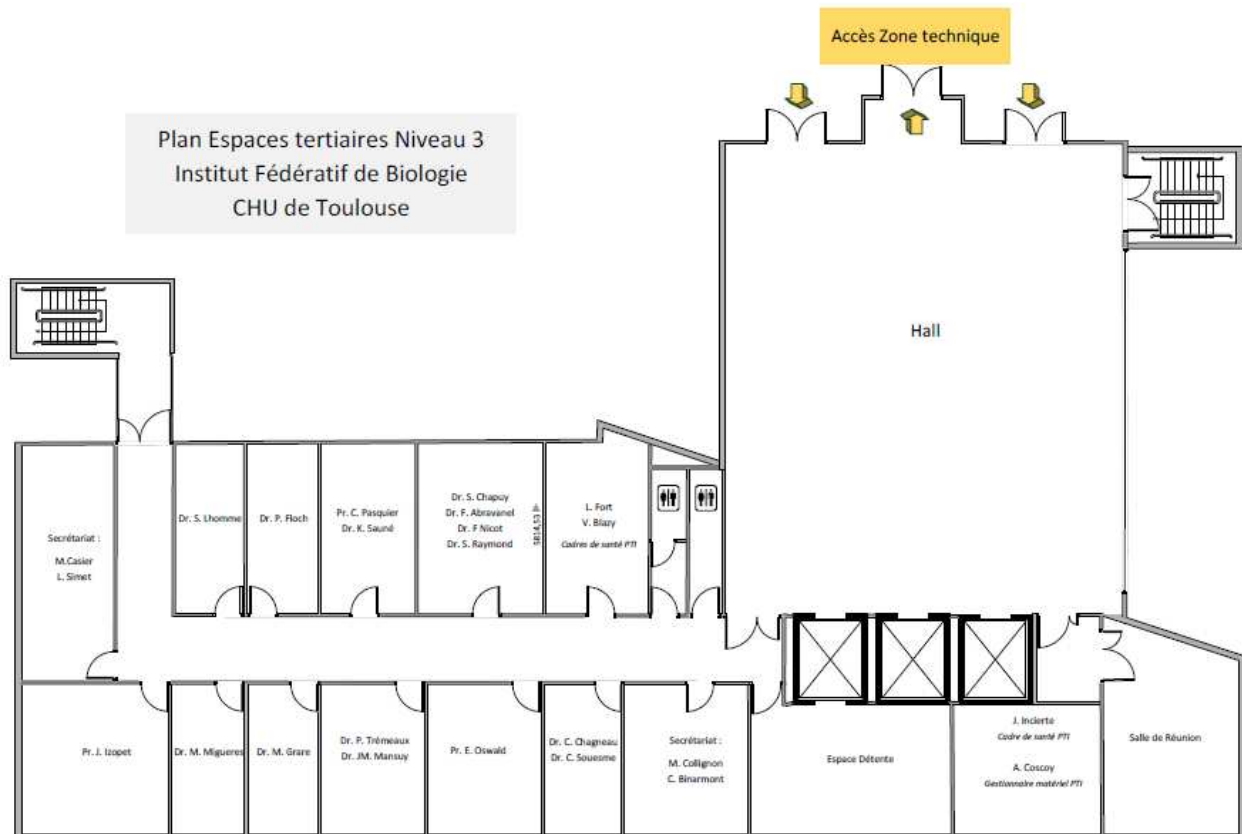 Accès Zone technique
Plan Espaces tertiaires Niveau 3
Institut Fédératif de Biologie
CHU de Toulouse
Hall
Secrétariat :
M.Casier
L. Simet
Dr. S. Lhomme
Dr. P. Floch
Pr. C. Pasquier
Dr. K. Sauné
Dr. S. Chapuy
Dr. F. Abravanel
Dr. F Nicot
Dr. S. Raymond
L. Fort
V. Blazy
Cadres de santé PTI
Pr. J. Izopet
Dr. M. Migueres
Dr. M. Grare
Dr. P. Trémeaux
Dr. JM. Mansuy
Pr. E. Oswald
Dr. C. Chagneau
Dr. C. Souesme
Secrétariat :
M. Collignon
C. Binarmont
Espace Détente
J. Incierte
Cadre de santé PTI
A. Coscoy
Gestionnaire matériel PTI
Salle de Réunion